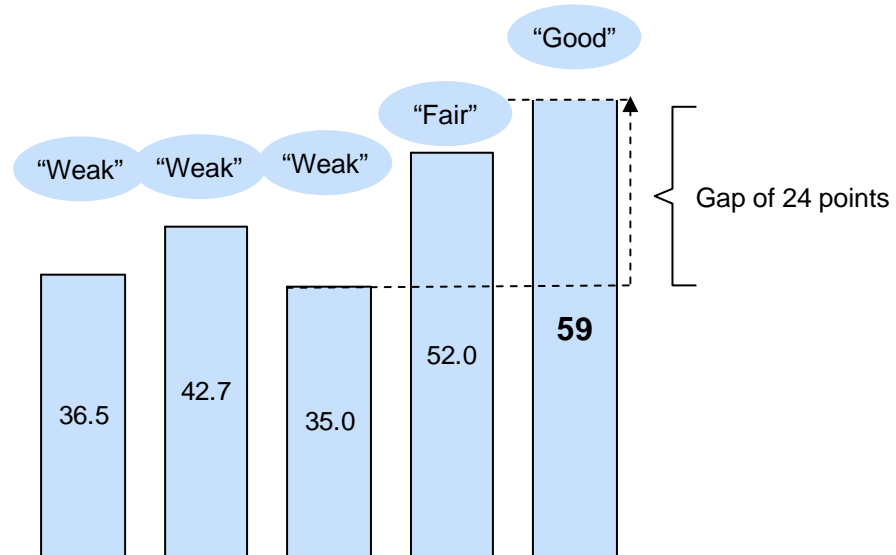 “Good”
“Fair”
“Weak”
“Weak”
“Weak”
Gap of 24 points
59
52.0
42.7
36.5
35.0